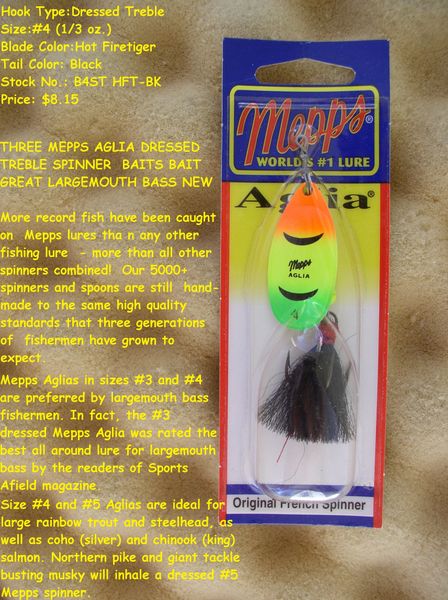 Hook Type:Dressed Treble
Size:#4 (1/3 oz.)
Blade Color:Hot Firetiger
Tail Color: Black
Stock No.: B4ST HFT-BK
Price: $8.15
THREE MEPPS AGLIA DRESSED
TREBLE SPINNER BAITS BAIT
GREAT LARGEMOUTH BASS NEW
More record fish have been caught
on Mepps lures tha n any other
fishing lure - more than all other
spinners combined! Our 5000+
spinners and spoons are still hand-
made to the same high quality
standards that three generations
of fishermen have grown to
expect.
Mepps Aglias in sizes #3 and #4
are preferred by largemouth bass
fishermen. In fact, the #3
dressed Mepps Aglia was rated the
best all around lure for largemouth
bass by the readers of Sports
Afield magazine.
Size #4 and #5 Aglias are ideal for
large rainbow trout and steelhead, as
well as coho (silver) and chinook (king)
salmon. Northern pike and giant tackle
busting musky will inhale a dressed #5
Mepps spinner.
Mepps
WORLD'S #1 LURE
Aglia®
Mepps
AGLIA
4
Original French Spinner